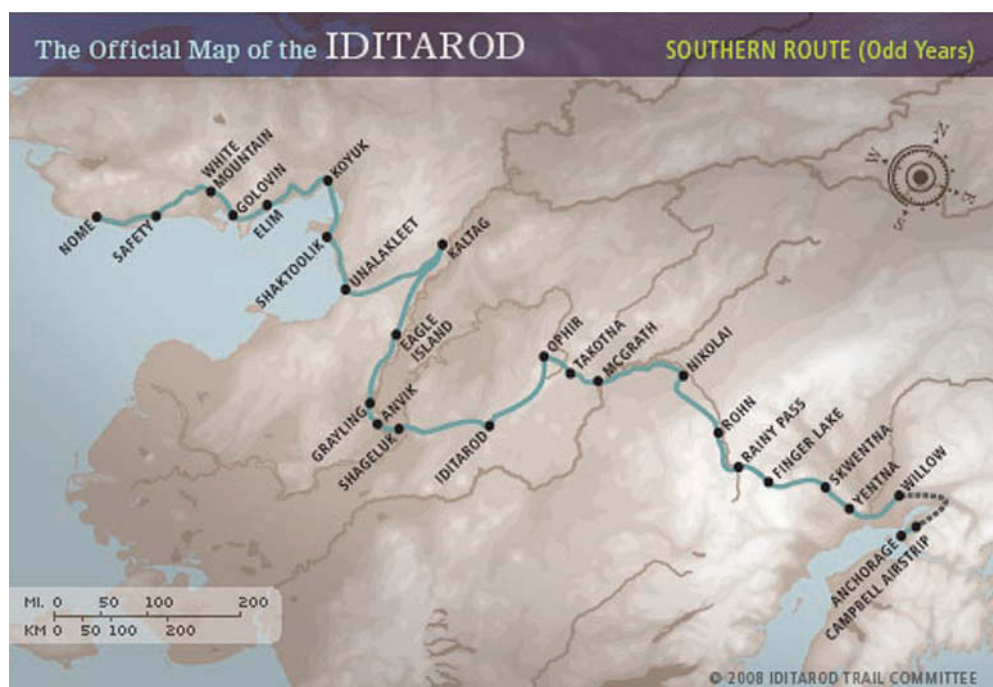 The Official Map of the IDITAROD
SOUTHERN ROUTE (Odd Years)
N
W
E
S
NOME
SAFETY
WHITE
MOUNTAIN
GOLOVIN
ELIM
KOYUK
SHAKTOOLIK
UNALAKLEET
KALTAG
EAGLE
ISLAND
GRAYLING
ANVIK
SHAGELUK
IDITAROD
OPHIR
TAKOTNA
MCGRATH
NIKOLAI
ROHN
RAINY PASS
FINGER LAKE
SKWENTNA
YENTNA
WILLOW
ANCHORAGE
CAMPBELL AIRSTRIP
MI. 0 50 100 200
KM 0 50 100 200
© 2008 IDITAROD TRAIL COMMITTEE